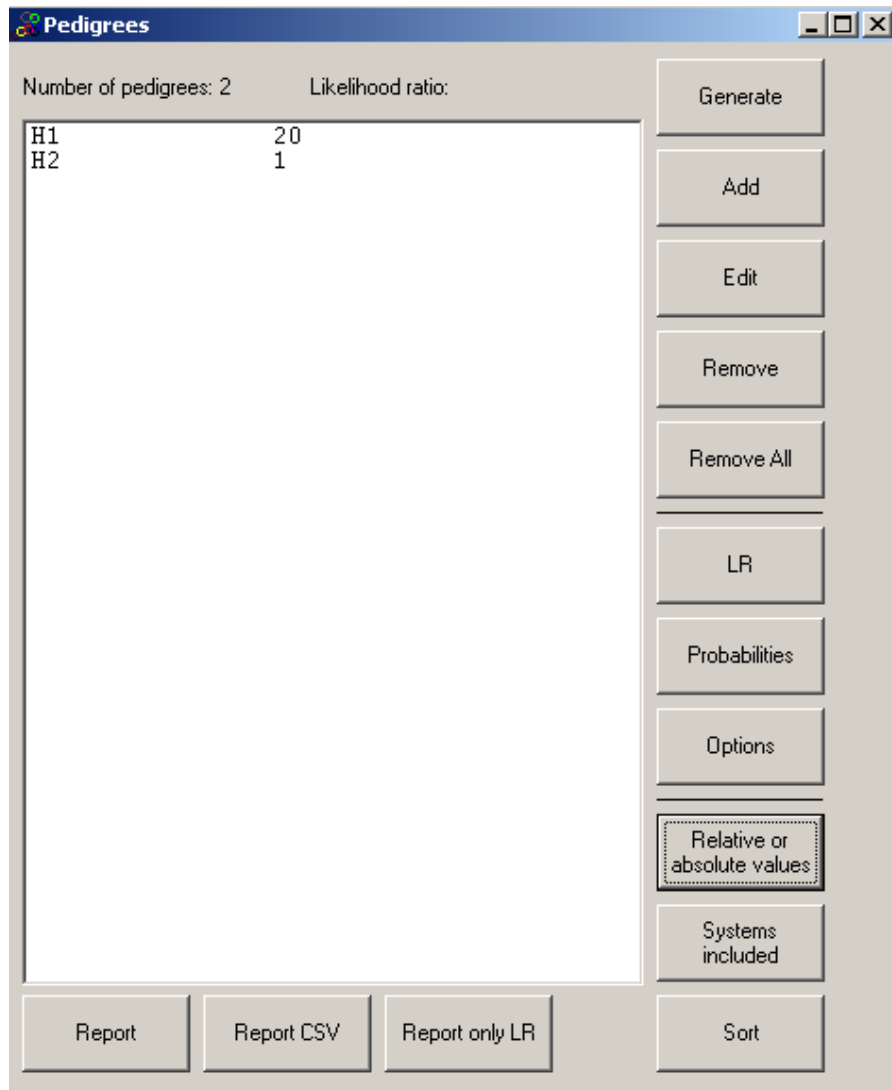 Pedigrees
Number of pedigrees: 2 Likelihood ratio:
H1 20
H2 1
Generate
Add
Edit
Remove
Remove All
LR
Probabilities
Options
Relative or
absolute values
Systems
included
Report Report CSV Report only LR Sort